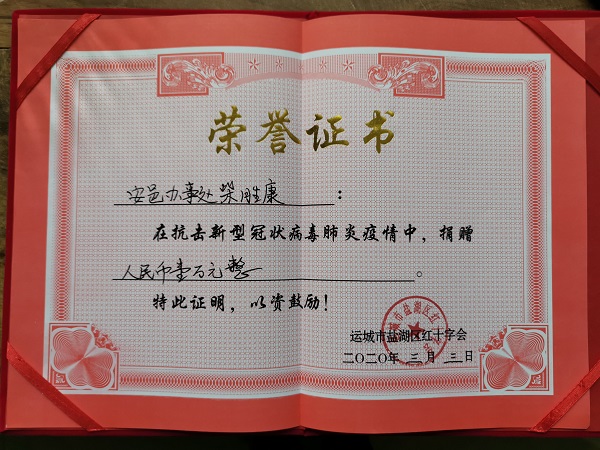 荣誉证书
安邑办事处柴胜康：
在抗击新型冠状病毒肺炎疫情中，捐赠
人民币壹万元整。
特此证明，以资鼓励！
运城市盐湖区红十字会
二〇二〇年 三 月 三 日